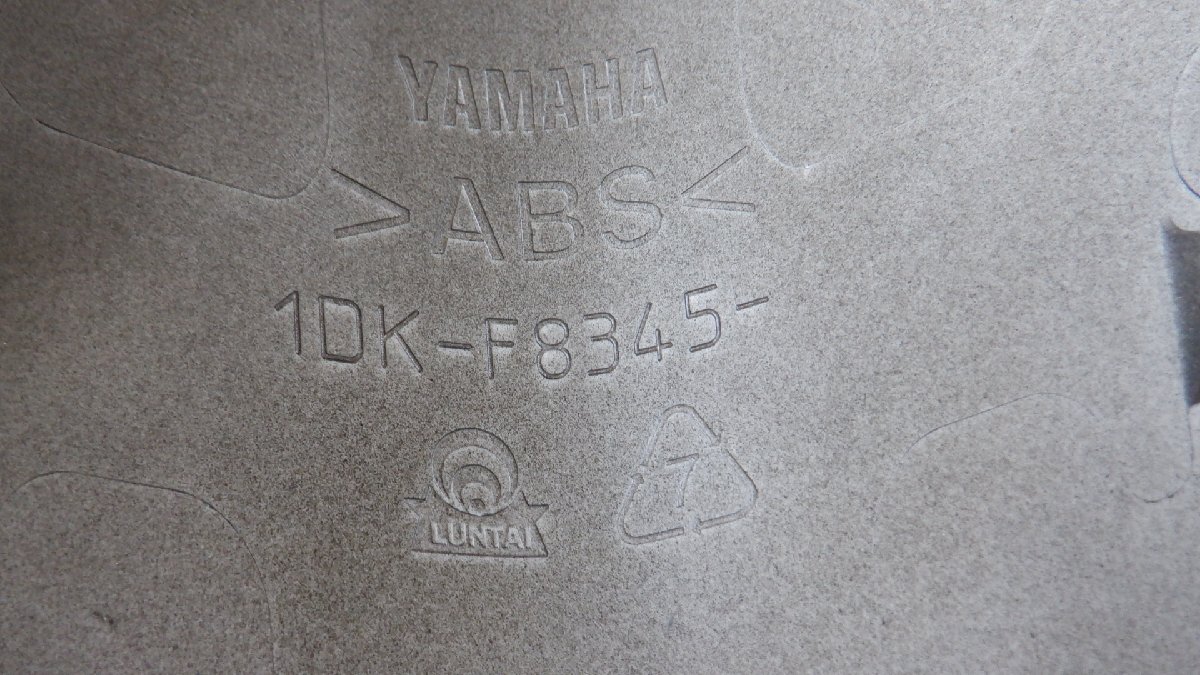 YAMAHA
>ABS<
1DK-F8345-
LUNTAI
7